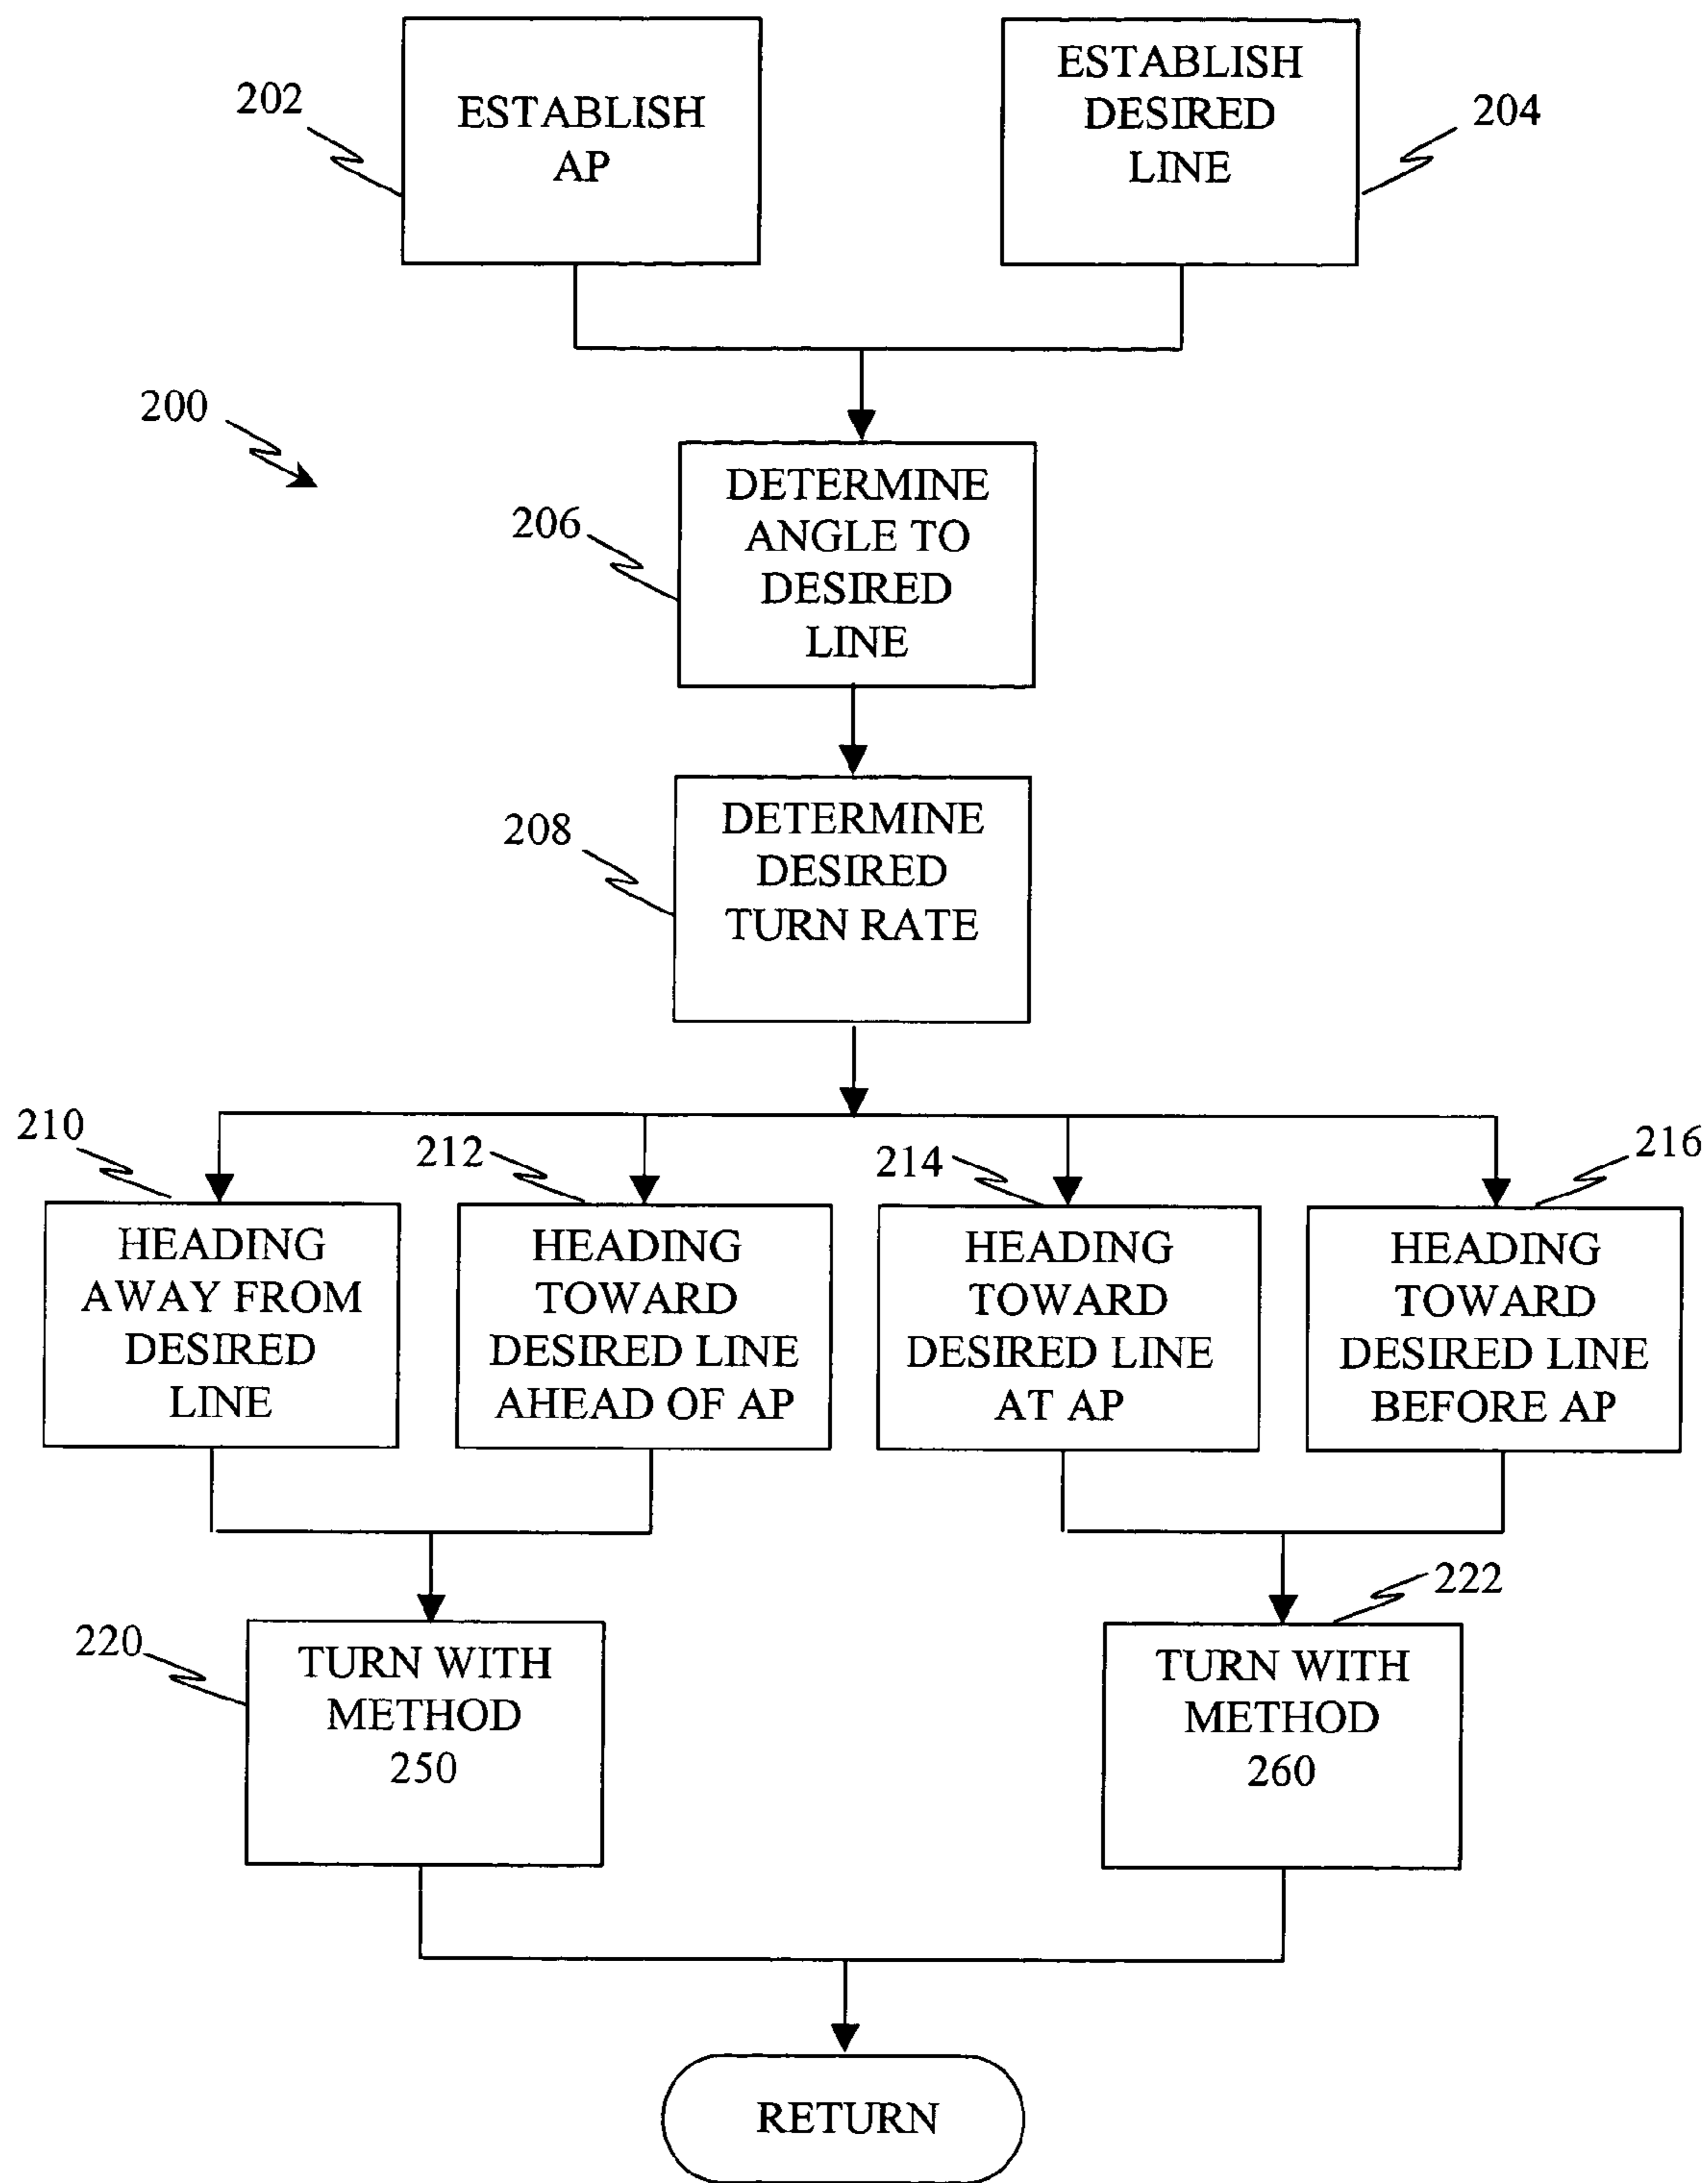 202
ESTABLISH
AP
ESTABLISH
DESIRED
LINE
204
200
206
DETERMINE
ANGLE TO
DESIRED
LINE
208
DETERMINE
DESIRED
TURN RATE
210
212
214
216
HEADING
AWAY FROM
DESIRED
LINE
HEADING
TOWARD
DESIRED LINE
AHEAD OF AP
HEADING
TOWARD
DESIRED LINE
AT AP
HEADING
TOWARD
DESIRED LINE
BEFORE AP
220
TURN WITH
METHOD
250
222
TURN WITH
METHOD
260
RETURN